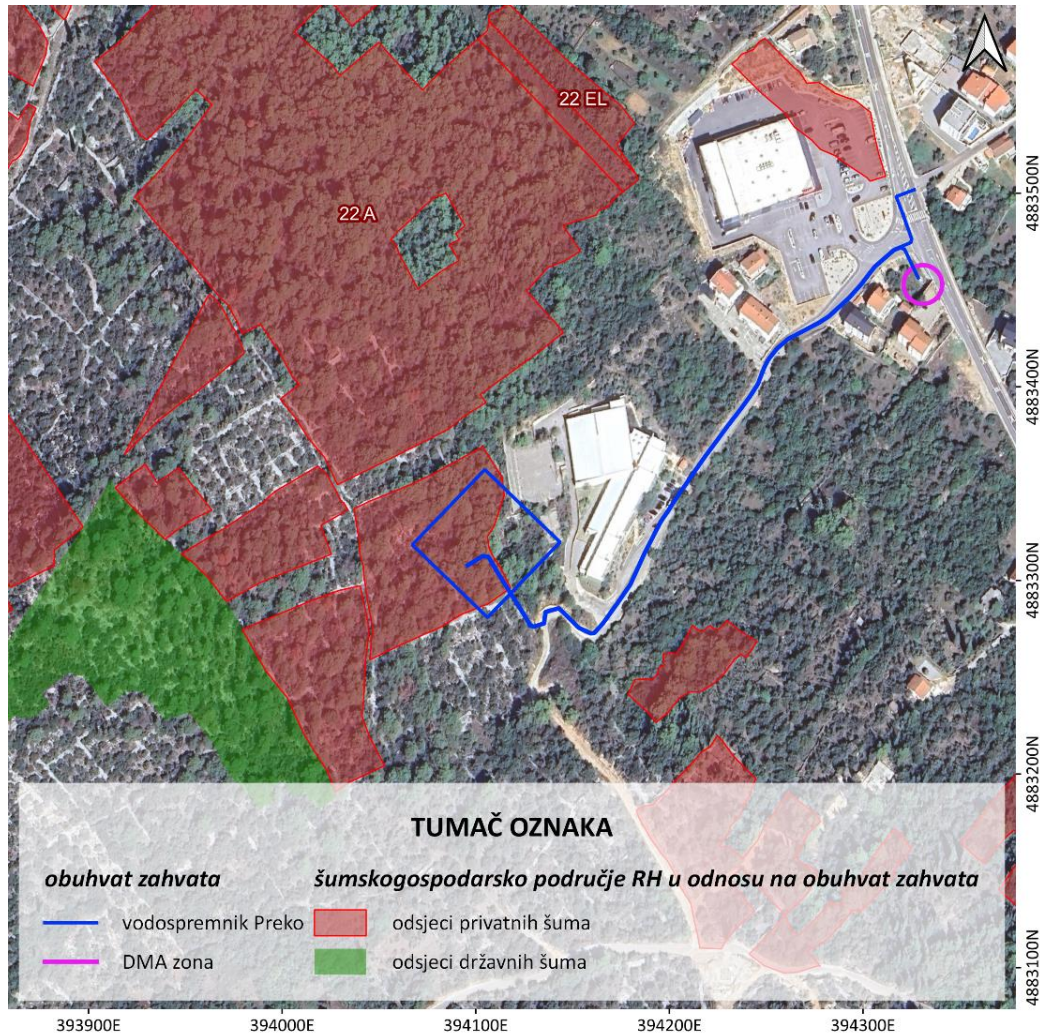 22 EL
22 A
4883500N
4883400N
4883300N
4883200N
4883100N
TUMAČ OZNAKA
obuhvat zahvata
šumskogospodarsko područje RH u odnosu na obuhvat zahvata
vodospremnik Preko
odsjeci privatnih šuma
DMA zona
odsjeci državnih šuma
393900E
394000E
394100E
394200E
394300E